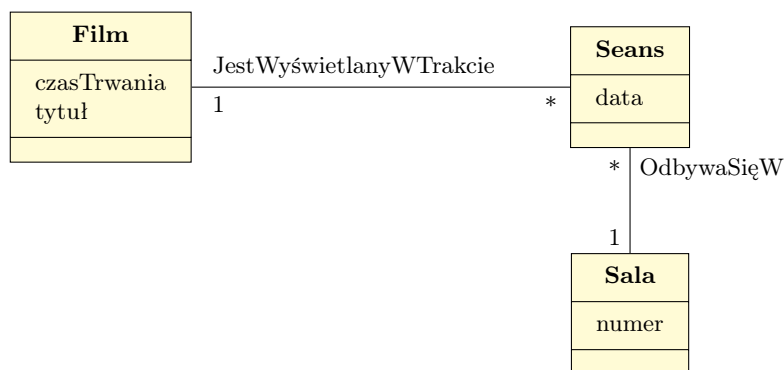 Film
czasTrwania
tytuł
JestWyświetlanyWTrakcie
1
*
Seans
data
*
OdbywaSięW
1
Sala
numer